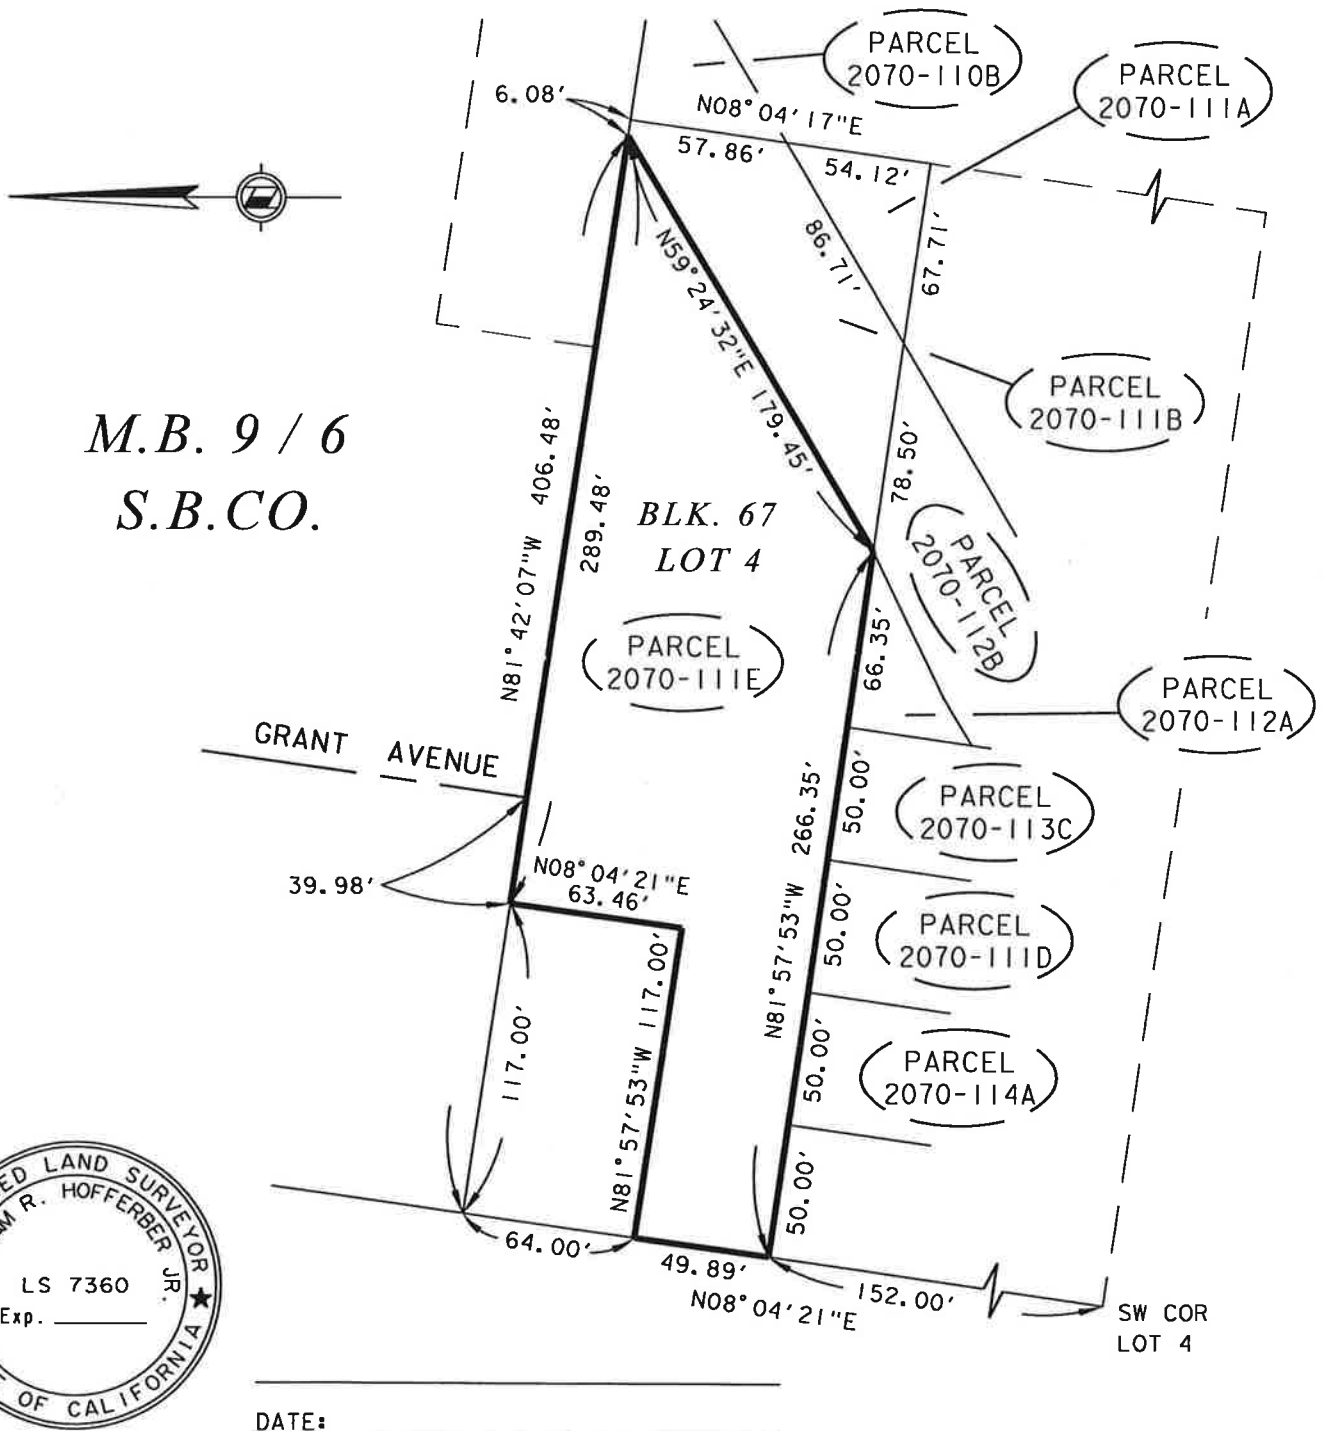 PARCEL
2070-110B
PARCEL
2070-111A
6.08'
N08°04'17"E
57.86'
54.12'
86.71'
67.71'
N59°24'32"E 179.45'
PARCEL
2070-111B
M.B. 9 / 6
S.B.CO.
N81°42'07"W 406.48'
289.48'
BLK. 67
LOT 4
78.50'
PARCEL
2070-112B
PARCEL
2070-111E
66.35'
PARCEL
2070-112A
GRANT AVENUE
N81°57'53"W 266.35'
50.00'
PARCEL
2070-113C
39.98'
N08°04'21"E
63.46'
50.00'
PARCEL
2070-111D
117.00'
N81°57'53"W 117.00'
50.00'
PARCEL
2070-114A
50.00'
64.00'
49.89'
N08°04'21"E
152.00'
SW COR
LOT 4
ED LAND SURVEYOR
M R. HOFFERBER JR.
LS 7360
Exp.
OF CALIFORNIA
DATE: